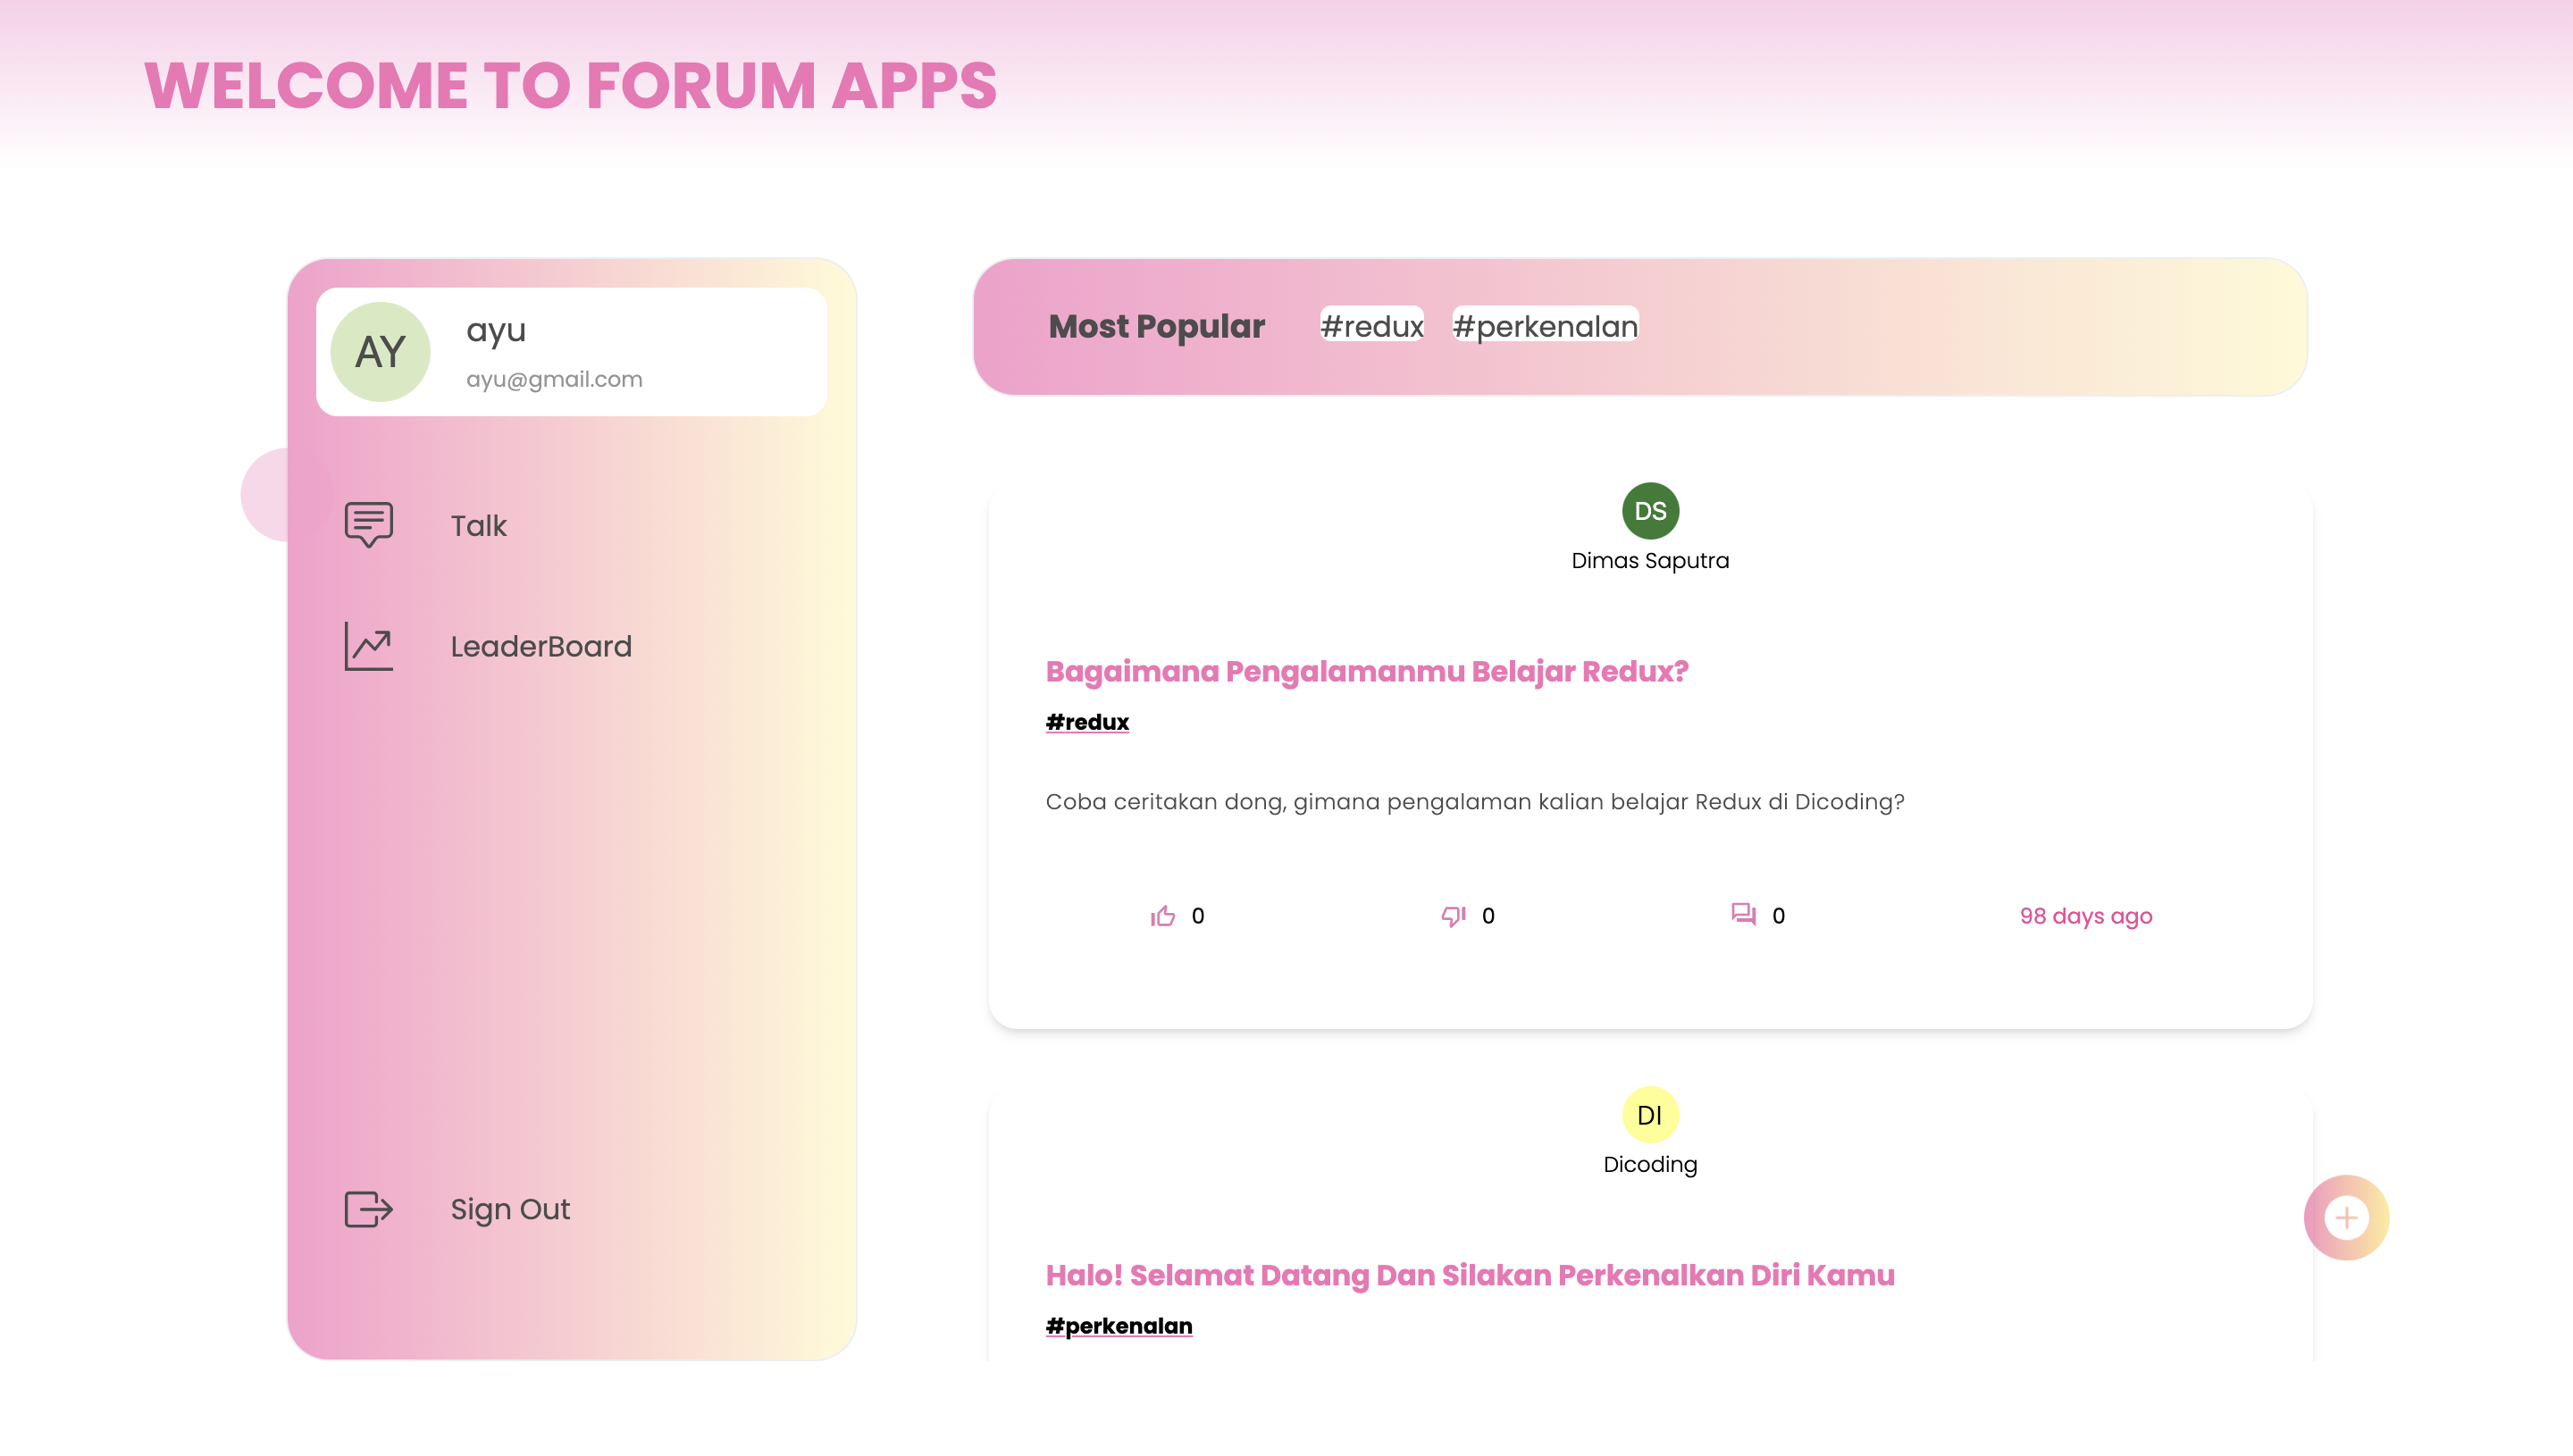 WELCOME TO FORUM APPS
AY
ayu
ayu@gmail.com
Talk
LeaderBoard
Sign Out
Most Popular #redux #perkenalan
DS
Dimas Saputra
Bagaimana Pengalamanmu Belajar Redux?
#redux
Coba ceritakan dong, gimana pengalaman kalian belajar Redux di Dicoding?
0 0 0 98 days ago
DI
Dicoding
Halo! Selamat Datang Dan Silakan Perkenalkan Diri Kamu
#perkenalan